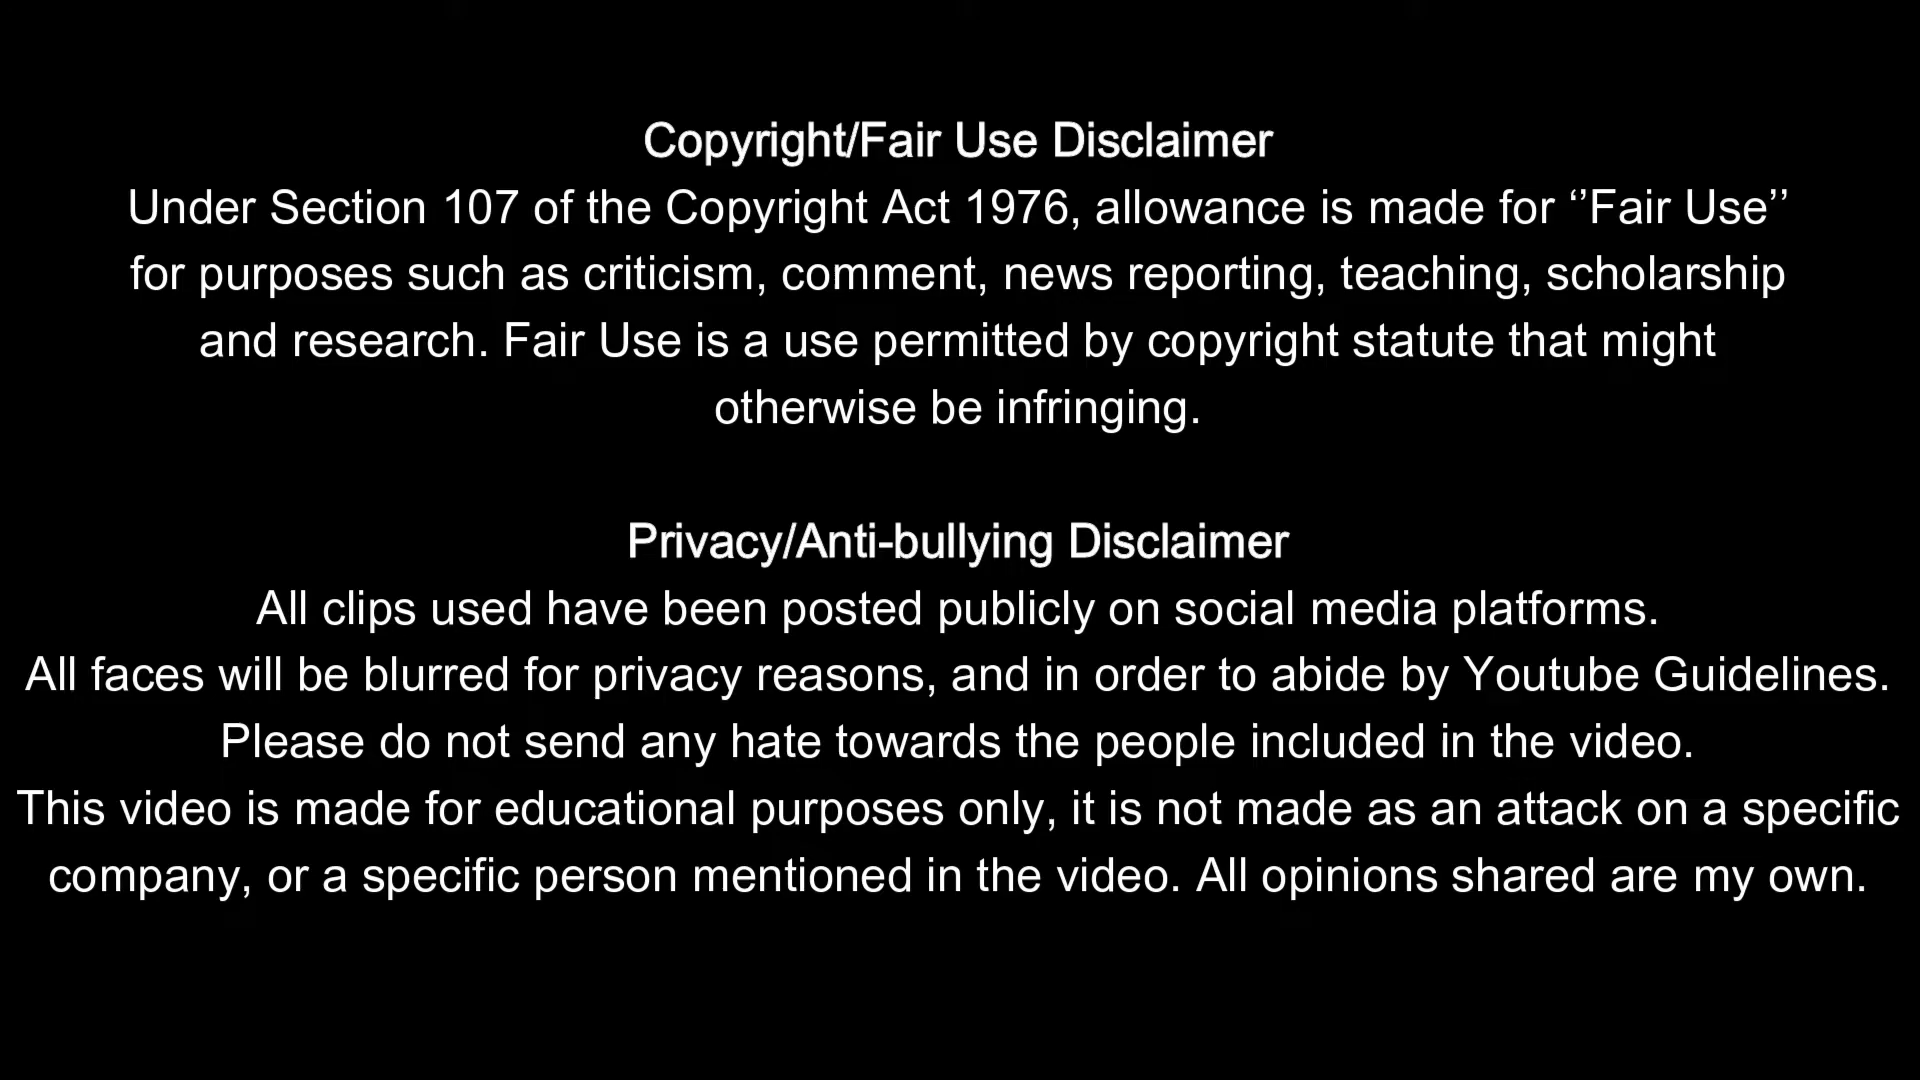 Copyright/Fair Use Disclaimer
Under Section 107 of the Copyright Act 1976, allowance is made for ‘’Fair Use’’
for purposes such as criticism, comment, news reporting, teaching, scholarship
and research. Fair Use is a use permitted by copyright statute that might
otherwise be infringing.
Privacy/Anti-bullying Disclaimer
All clips used have been posted publicly on social media platforms.
All faces will be blurred for privacy reasons, and in order to abide by Youtube Guidelines.
Please do not send any hate towards the people included in the video.
This video is made for educational purposes only, it is not made as an attack on a specific
company, or a specific person mentioned in the video. All opinions shared are my own.